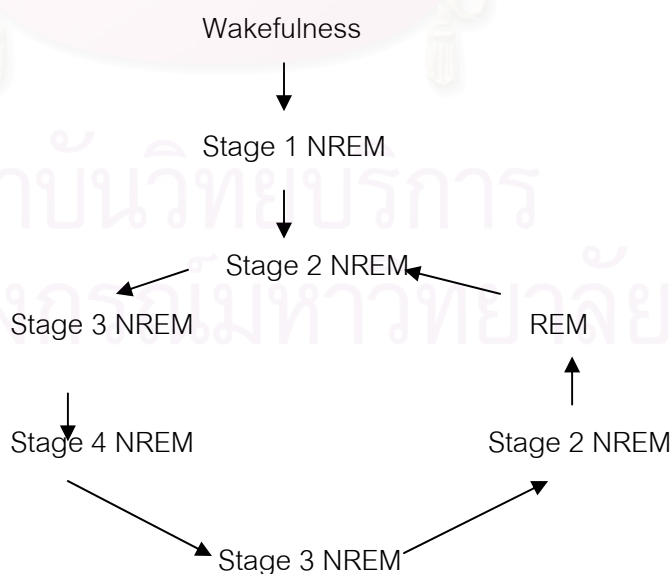 Wakefulness
Stage 1 NREM
Stage 2 NREM
Stage 3 NREM REM
Stage 4 NREM Stage 2 NREM
Stage 3 NREM